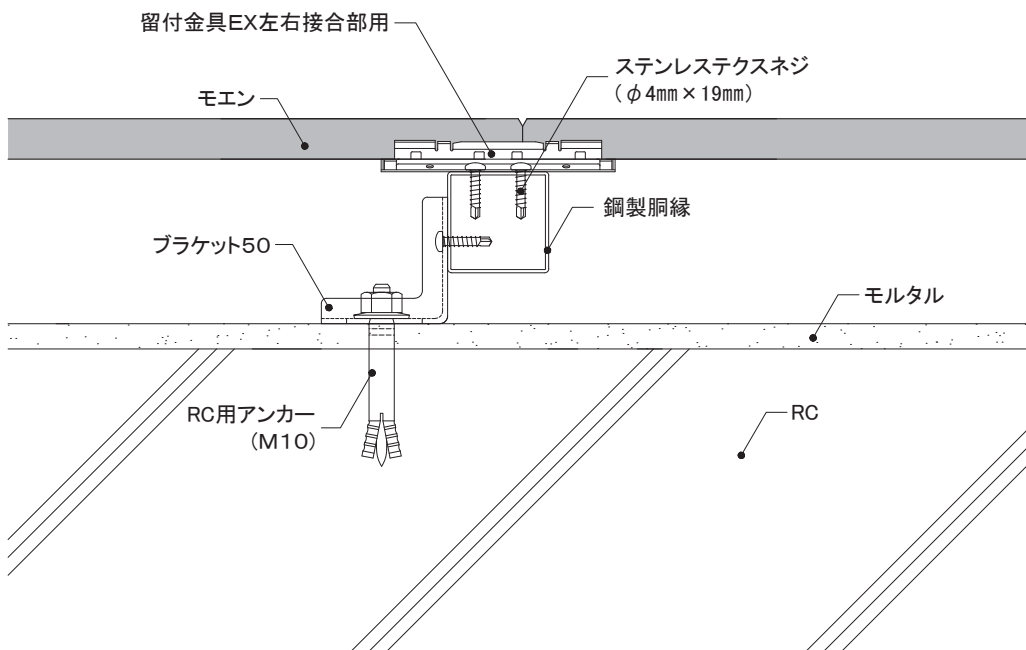 留付金具EX左右接合部用
ステンレステクスネジ
（φ4mm×19mm）
モエン
鋼製胴縁
ブラケット50
モルタル
RC用アンカー
（M10）
RC